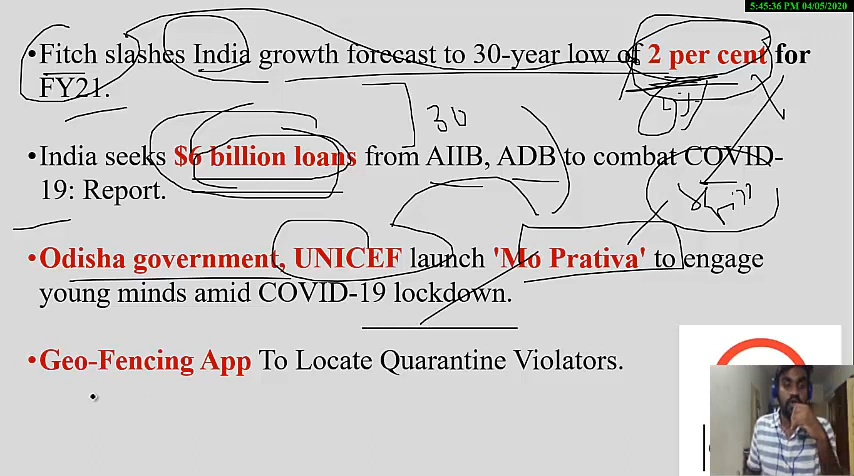 5:45:36 PM 04/05/2020
•Fitch slashes India growth forecast to 30-year low of 2 per cent for
FY21.
30
•India seeks $6 billion loans from AIIB, ADB to combat COVID-
19: Report.
•Odisha government, UNICEF launch 'Mo Prativa' to engage
young minds amid COVID-19 lockdown.
•Geo-Fencing App To Locate Quarantine Violators.